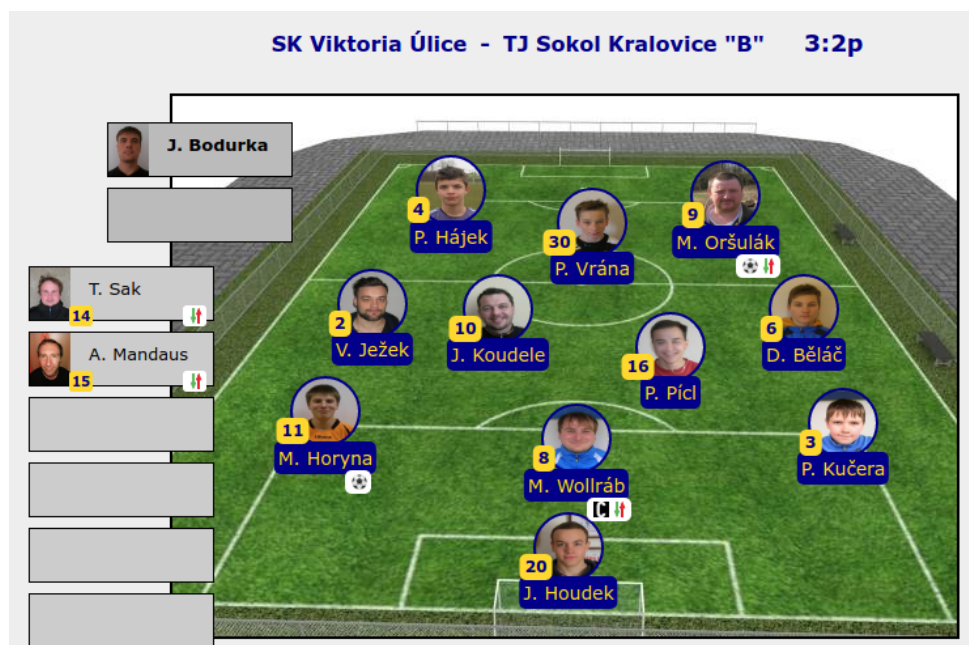 SK Viktoria Úlice - TJ Sokol Kralovice "B" 3:2p
J. Bodurka
4
P. Hájek
30
P. Vrána
9
M. Oršulák
T. Sak
14
A. Mandaus
15
2
V. Ježek
10
J. Koudele
16
P. Pícl
6
D. Běláč
11
M. Horyna
8
M. Wollráb
C
3
P. Kučera
20
J. Houdek